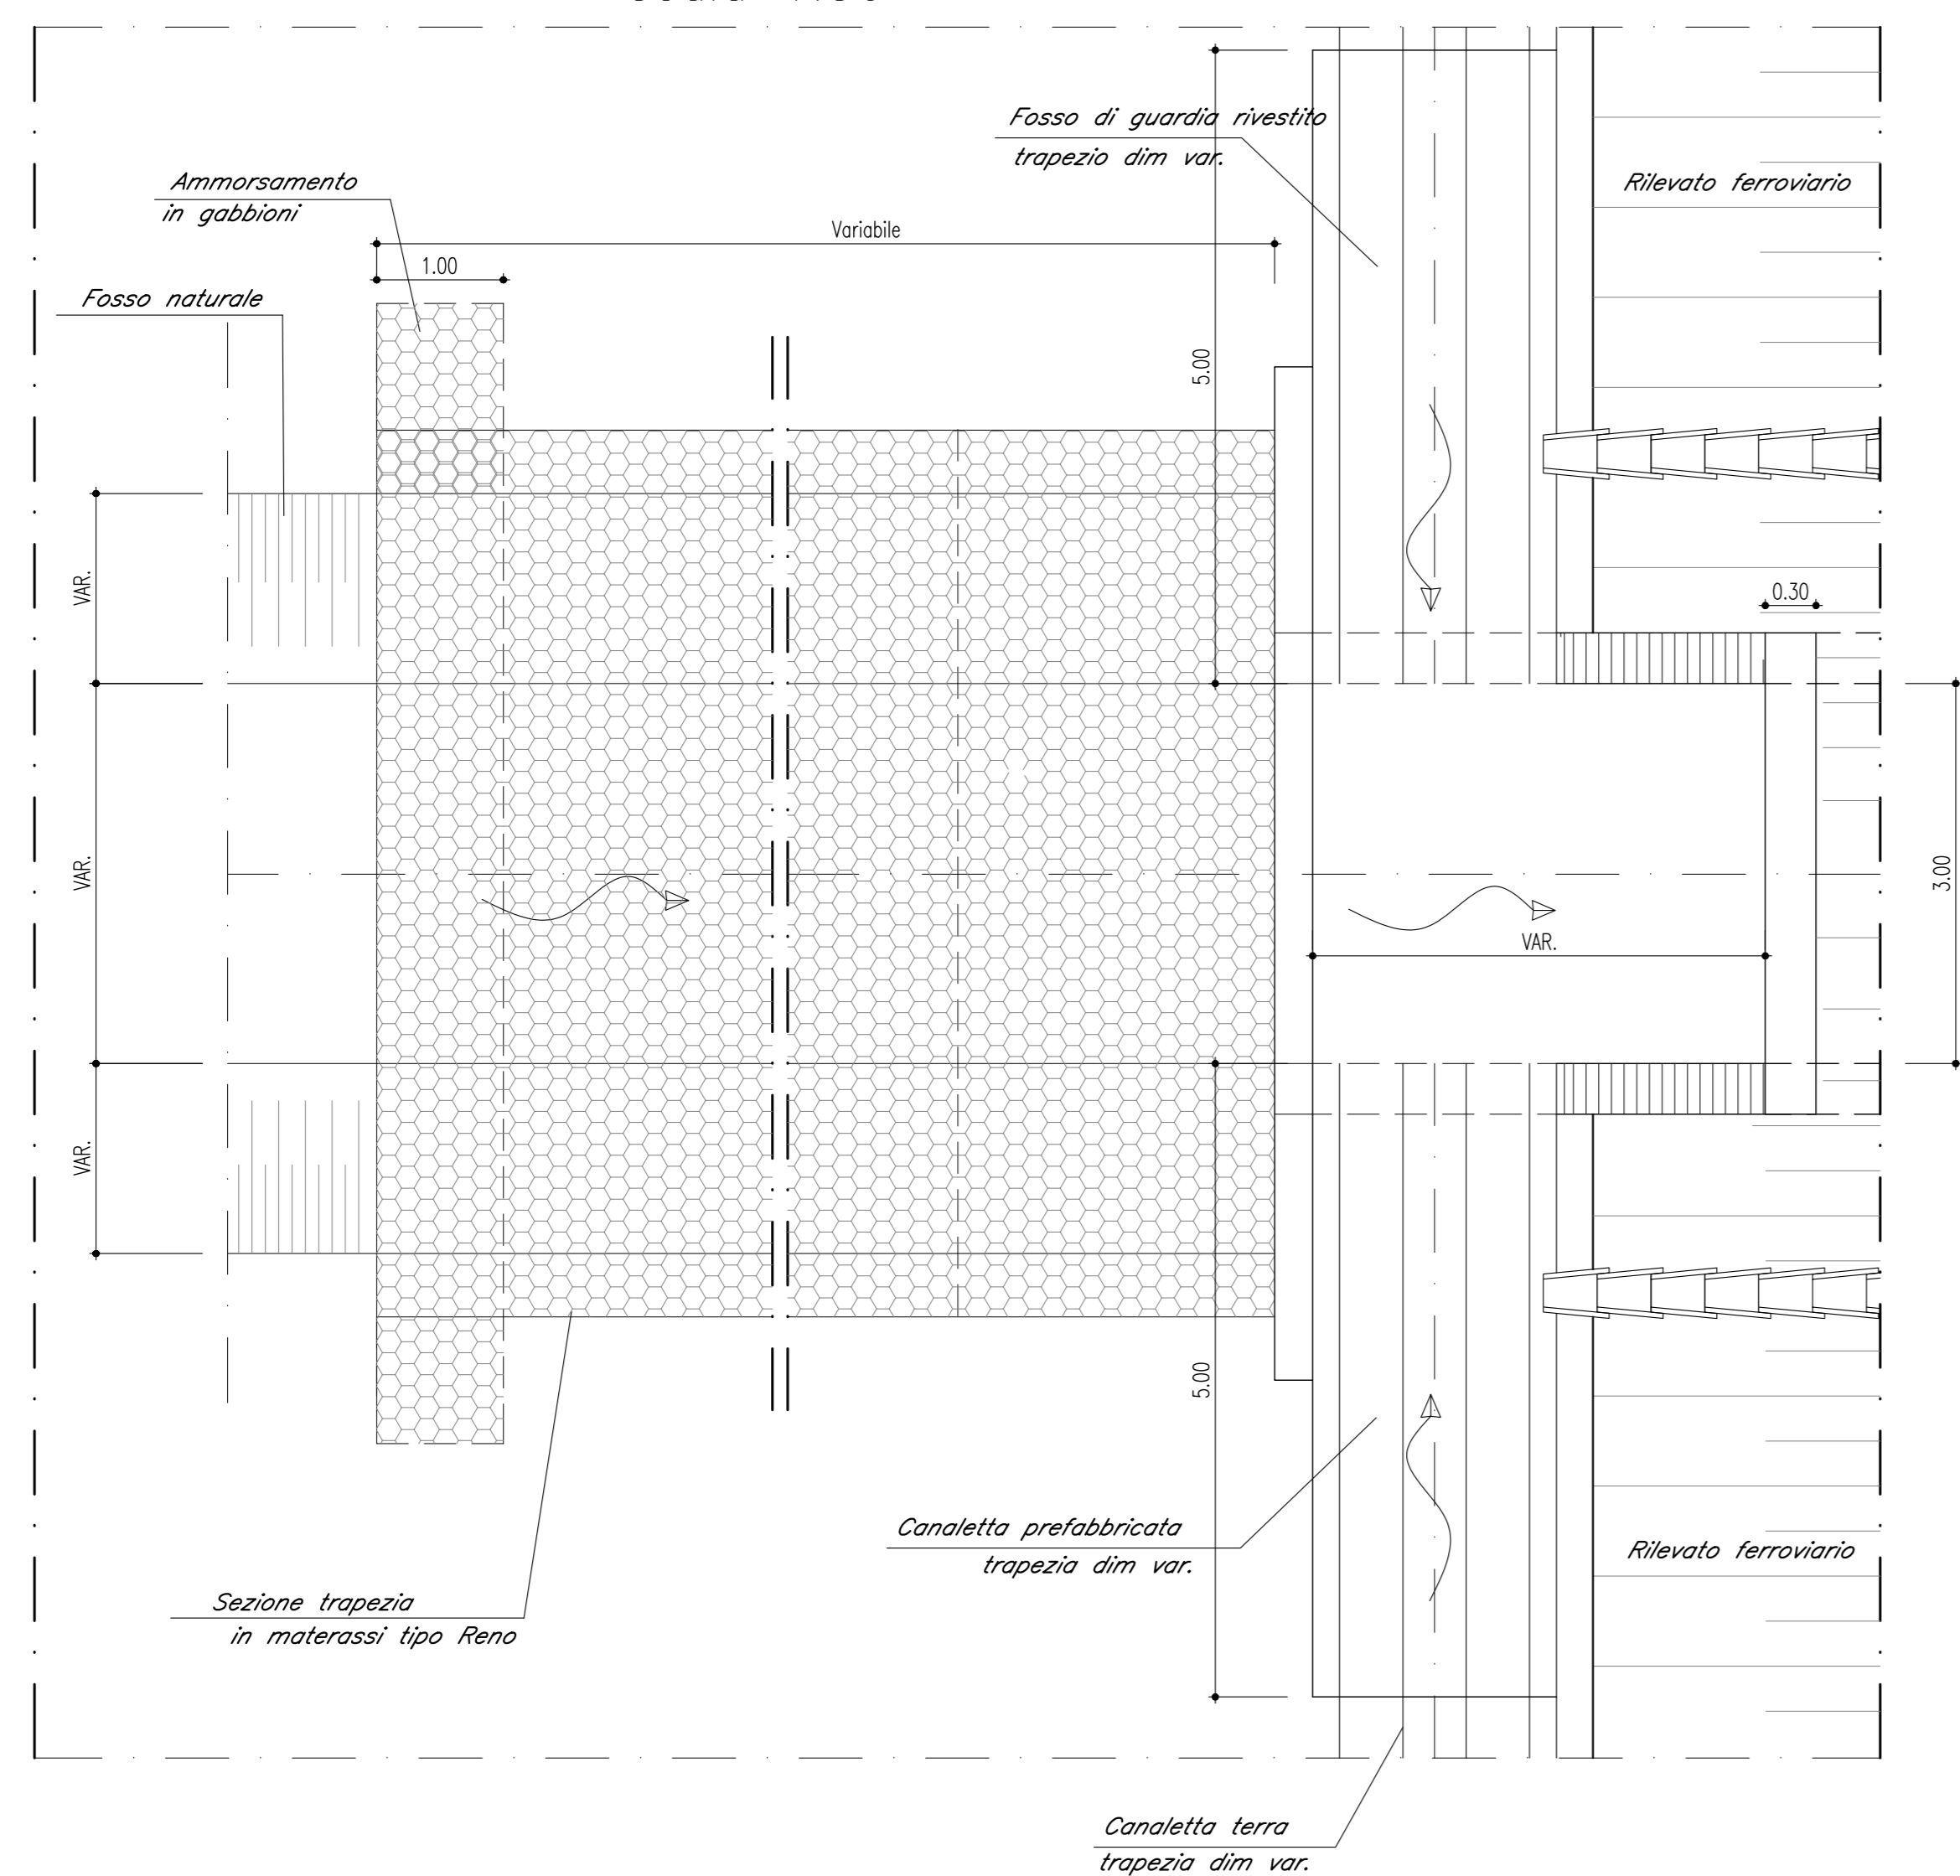 Fosso di guardia rivestito
trapezio dim var.
Rilevato ferroviario
Ammorsamento
in gabbioni
Variabile
1.00
Fosso naturale
5.00
VAR.
0.30
VAR.
3.00
VAR.
VAR.
5.00
Canaletta prefabbricata
trapezia dim var.
Rilevato ferroviario
Sezione trapezia
in materassi tipo Reno
Canaletta terra
trapezia dim var.